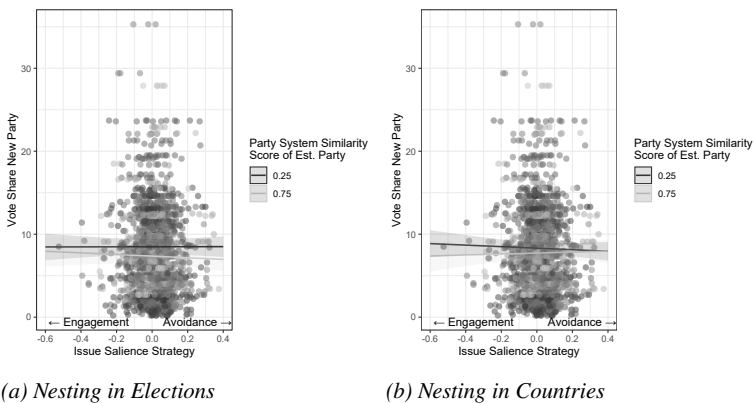 Vote Share New Party
30
20
10
0
← Engagement
Avoidance →
-0.6
-0.4
-0.2
0.0
0.2
0.4
Issue Salience Strategy
Party System Similarity
Score of Est. Party
0.25
0.75
(a) Nesting in Elections
Vote Share New Party
30
20
10
0
← Engagement
Avoidance →
-0.6
-0.4
-0.2
0.0
0.2
0.4
Issue Salience Strategy
Party System Similarity
Score of Est. Party
0.25
0.75
(b) Nesting in Countries